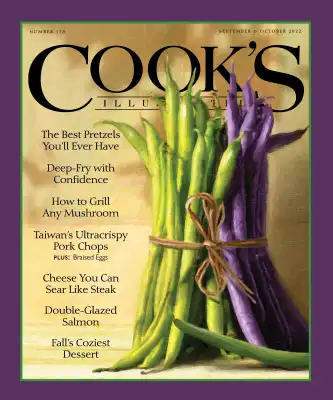 NUMBER 178
SEPTEMBER & OCTOBER 2022
COOK'S
The Best Pretzels
You'll Ever Have
Deep-Fry with
Confidence
How to Grill
Any Mushroom
Taiwan's Ultracrispy
Pork Chops
PLUS: Braised Eggs
Cheese You Can
Sear Like Steak
Double-Glazed
Salmon
Fall's Coziest
Dessert